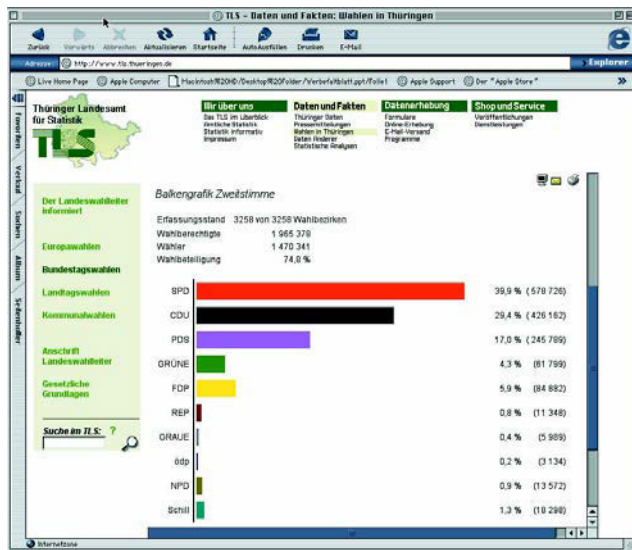 TLS - Daten und Fakten: Wahlen in Thüringen
Zurück Vorwärts Abbrechen Aktualisieren Startseite AutoAusfüllen Drucken E-Mail
Adresse: http://www.tls.thueringen.de
Explorer
Live Home Page Apple Computer Apple Support Der "Apple Store"
Favoriten
Verlauf
Suchen
Album
Seitenhalter
Thüringer Landesamt
für Statistik
TLS
Wir über uns
Das TLS im Überblick
Amtliche Statistik
Statistik informativ
Impressum
Daten und Fakten
Thüringer Daten
Pressemitteilungen
Wahlen in Thüringen
Daten Anderer
Statistische Analysen
Datenerhebung
Formulare
Online-Erhebung
E-Mail-Versand
Programme
Shop und Service
Veröffentlichungen
Dienstleistungen
Der Landeswahlleiter
informiert
Europawahlen
Bundestagswahlen
Landtagswahlen
Kommunalwahlen
Anschrift
Landeswahlleiter
Gesetzliche
Grundlagen
Suche im TLS: ?
Balkengrafik Zweitstimme
Erfassungsstand 3258 von 3258 Wahlbezirken
Wahlberechtigte 1 965 378
Wähler 1 470 341
Wahlbeteiligung 74,8 %
SPD 39,9 % (578 726)
CDU 29,4 % (426 162)
PDS 17,0 % (245 789)
GRÜNE 4,3 % (61 799)
FDP 5,9 % (84 882)
REP 0,8 % (11 348)
GRAUE 0,4 % (5 989)
ödp 0,2 % (3 134)
NPD 0,9 % (13 572)
Schill 1,3 % (18 298)
Internetzone